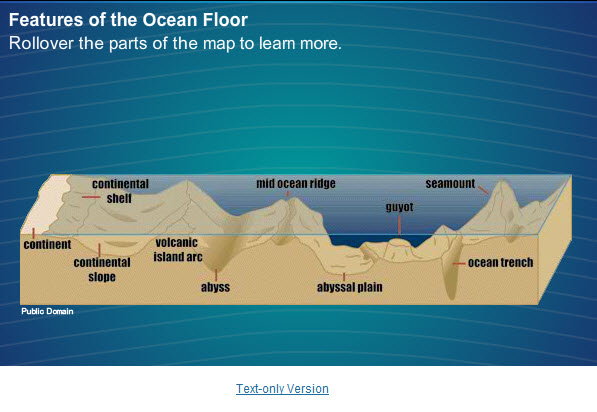 Features of the Ocean Floor
Rollover the parts of the map to learn more.
continental
shelf
mid ocean ridge
seamount
guyot
continent
continental
slope
volcanic
island arc
abyss
abyssal plain
ocean trench
Public Domain
Text-only Version